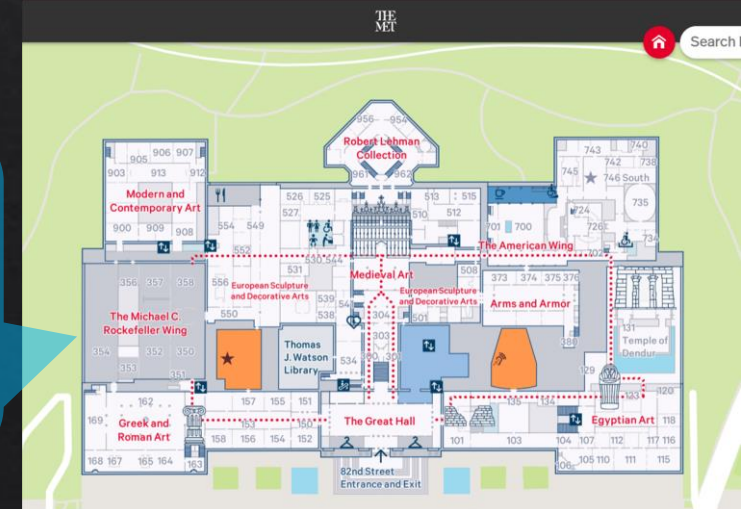 THE
MET
Search
956 954
Robert Lehman
Collection
961 962
906 907
905
903 913 912
Modern and
Contemporary Art
900 909 908
554 549
552
526 525
527
530 544
531
556
550
European Sculpture
and Decorative Arts
539
538
534
Medieval Art
304
303
513 515
510 512
508
501
European Sculpture
and Decorative Arts
743 740
742 738
745 746 South
735
724
726
734
701 700
The American Wing
373 374 375 376
Arms and Armor
380
131
Temple of
Dendur
129
356 357 358
The Michael C.
Rockefeller Wing
354 352 350
353
351
Thomas
J. Watson
Library
162
169
Greek and
Roman Art
168 167 165 164 163
157 155 151
153 150
158 156 154 152
The Great Hall
82nd Street
Entrance and Exit
135 134
101 103 104
123 120
Egyptian Art
118
107 112 117 116
106 105 110 111 115